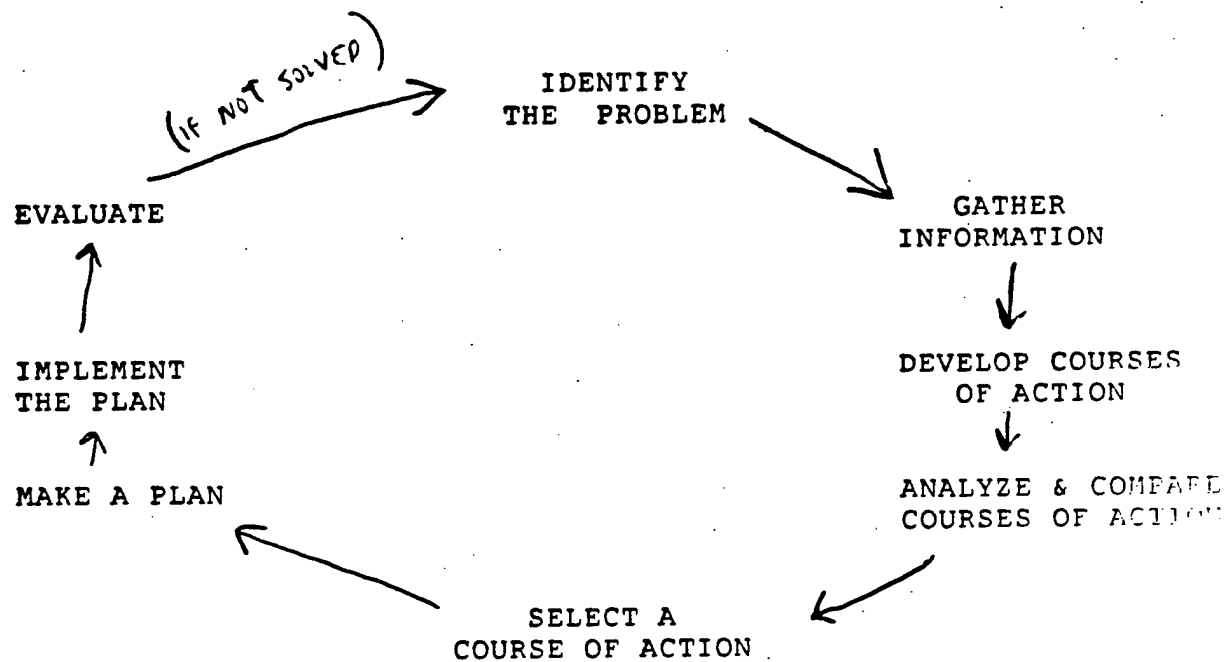 (IF NOT SOLVED)
IDENTIFY
THE PROBLEM
GATHER
INFORMATION
DEVELOP COURSES
OF ACTION
ANALYZE & COMPARE
COURSES OF ACTION
SELECT A
COURSE OF ACTION
MAKE A PLAN
IMPLEMENT
THE PLAN
EVALUATE